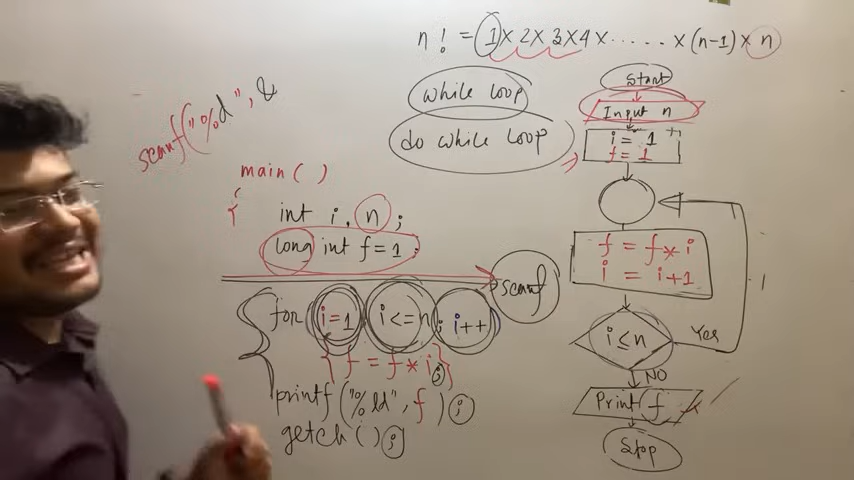 n ! = 1 × 2 × 3 × 4 × . . . . . . × (n-1) × n
while loop
do while loop
scanf("%d", &
main ( )
{
int i, n ;
long int f = 1
scanf
{ for i=1 i<=n ; i++
{ f = f * i ; }
printf ("%ld", f ) ;
getch ( ) ;
Start
Input n
i = 1
f = 1
f = f * i
i = i+1
i ≤ n
Yes
NO
Print f
Stop